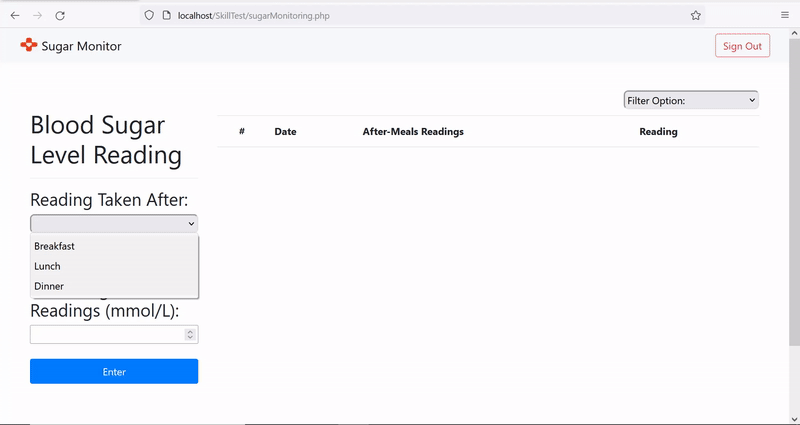 localhost/SkillTest/sugarMonitoring.php
Sugar Monitor
Sign Out
Filter Option:
Blood Sugar
Level Reading
# Date After-Meals Readings Reading
Reading Taken After:
Breakfast
Lunch
Dinner
Readings (mmol/L):
Enter